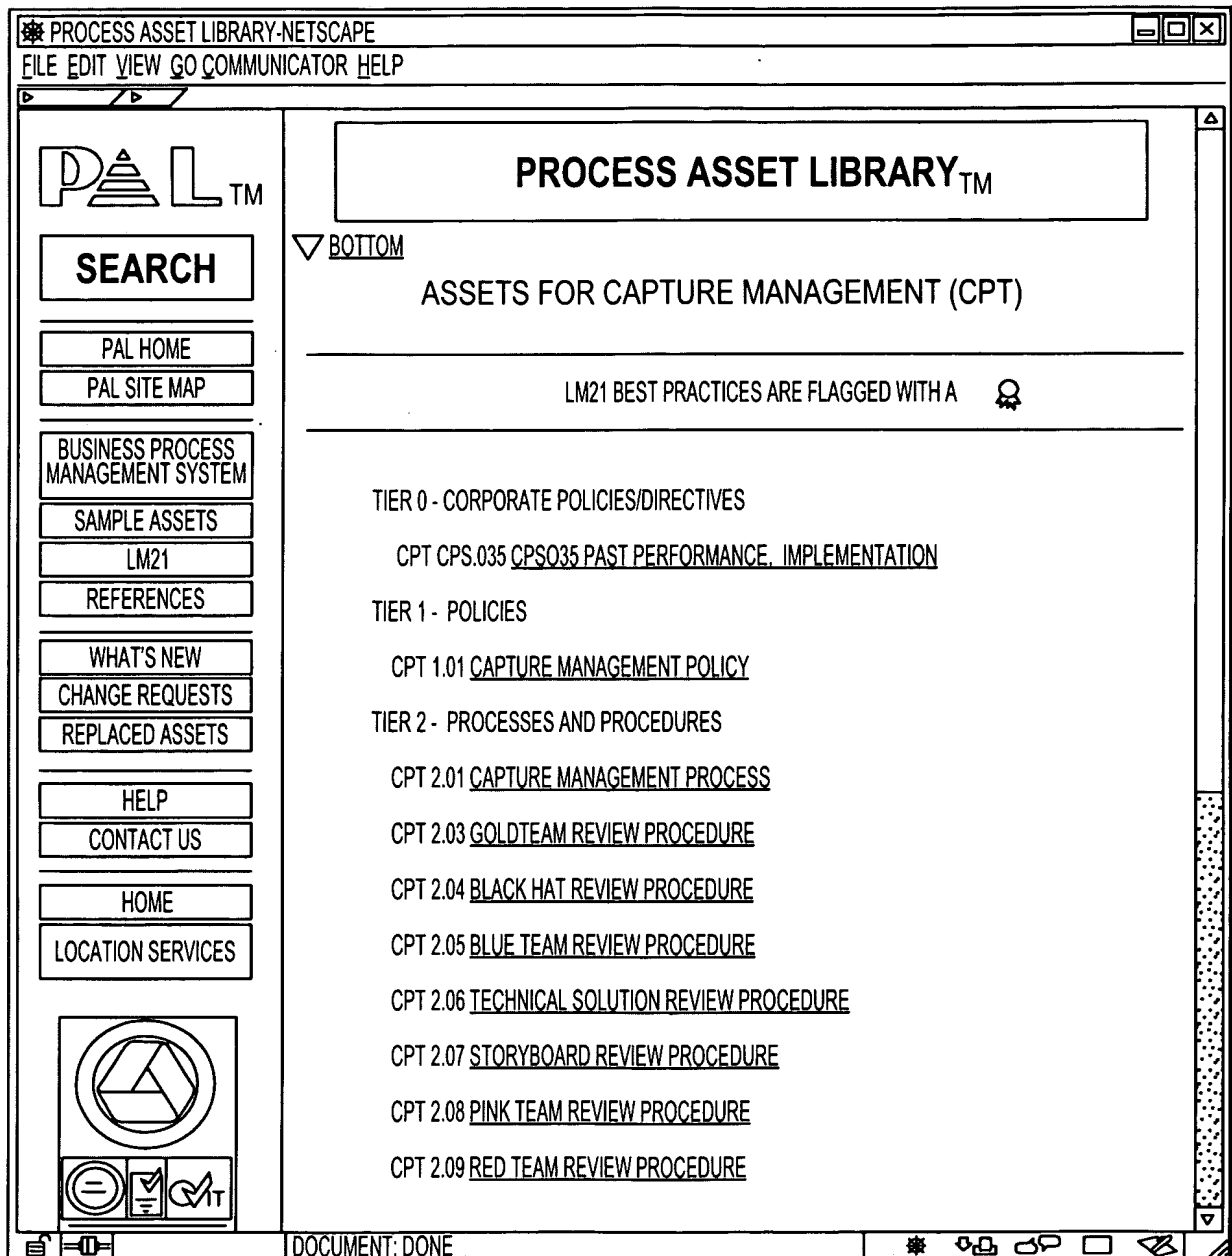 PROCESS ASSET LIBRARY-NETSCAPE
FILE EDIT VIEW GO COMMUNICATOR HELP
PAL TM
SEARCH
PAL HOME
PAL SITE MAP
BUSINESS PROCESS
MANAGEMENT SYSTEM
SAMPLE ASSETS
LM21
REFERENCES
WHAT'S NEW
CHANGE REQUESTS
REPLACED ASSETS
HELP
CONTACT US
HOME
LOCATION SERVICES
IT
PROCESS ASSET LIBRARY TM
BOTTOM
ASSETS FOR CAPTURE MANAGEMENT (CPT)
LM21 BEST PRACTICES ARE FLAGGED WITH A
TIER 0 - CORPORATE POLICIES/DIRECTIVES
CPT CPS.035 CPSO35 PAST PERFORMANCE. IMPLEMENTATION
TIER 1 - POLICIES
CPT 1.01 CAPTURE MANAGEMENT POLICY
TIER 2 - PROCESSES AND PROCEDURES
CPT 2.01 CAPTURE MANAGEMENT PROCESS
CPT 2.03 GOLDTEAM REVIEW PROCEDURE
CPT 2.04 BLACK HAT REVIEW PROCEDURE
CPT 2.05 BLUE TEAM REVIEW PROCEDURE
CPT 2.06 TECHNICAL SOLUTION REVIEW PROCEDURE
CPT 2.07 STORYBOARD REVIEW PROCEDURE
CPT 2.08 PINK TEAM REVIEW PROCEDURE
CPT 2.09 RED TEAM REVIEW PROCEDURE
DOCUMENT: DONE